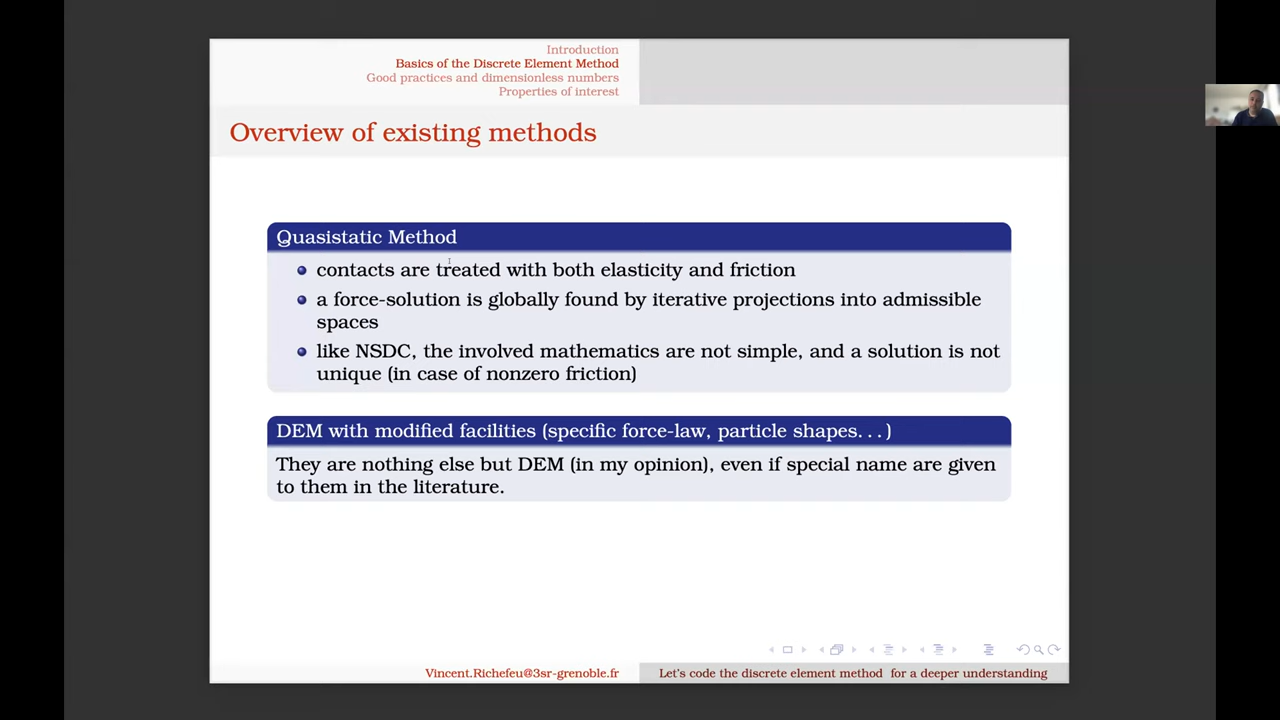 Introduction
Basics of the Discrete Element Method
Good practices and dimensionless numbers
Properties of interest
Overview of existing methods
Quasistatic Method
contacts are treated with both elasticity and friction
a force-solution is globally found by iterative projections into admissible
spaces
like NSDC, the involved mathematics are not simple, and a solution is not
unique (in case of nonzero friction)
DEM with modified facilities (specific force-law, particle shapes...)
They are nothing else but DEM (in my opinion), even if special name are given
to them in the literature.
Vincent.Richefeu@3sr-grenoble.fr
Let's code the discrete element method for a deeper understanding